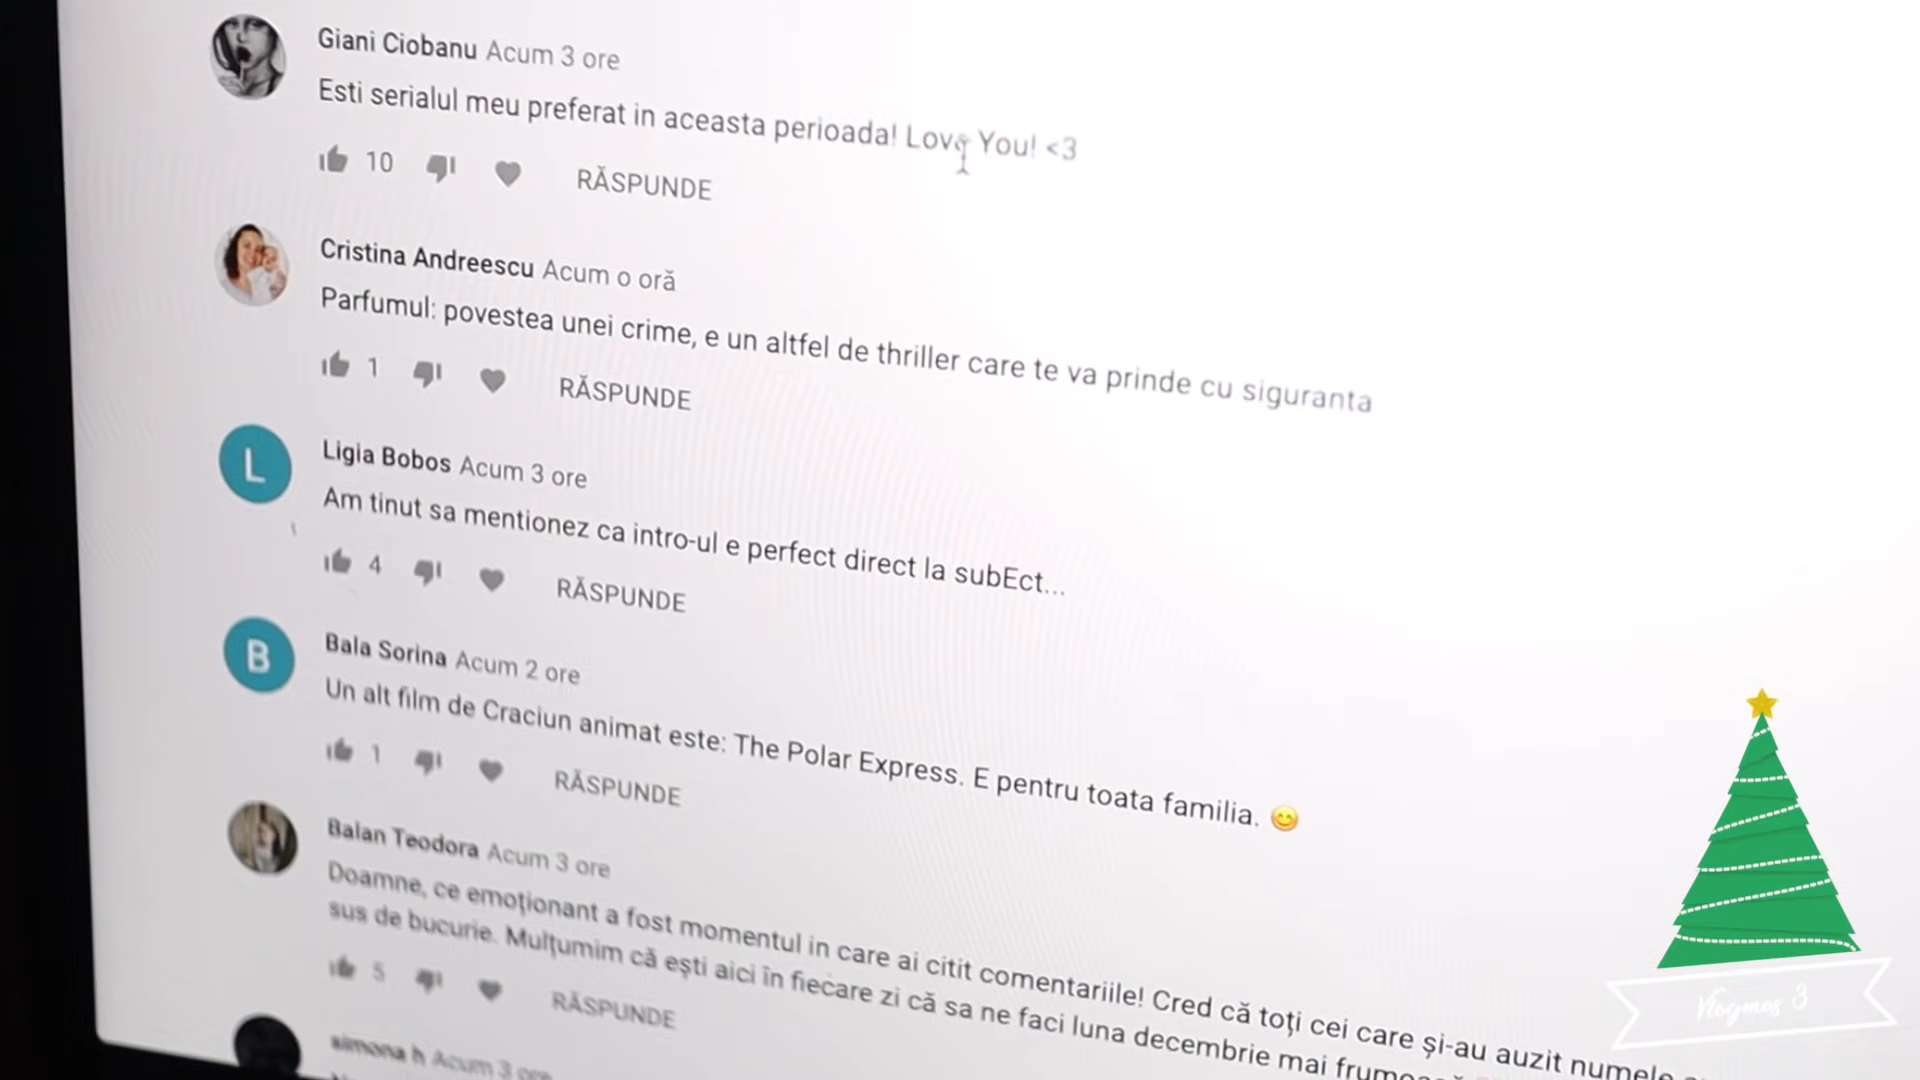 Giani Ciobanu Acum 3 ore
Esti serialul meu preferat in aceasta perioada! Love You! <3
10 RĂSPUNDE
Cristina Andreescu Acum o oră
Parfumul: povestea unei crime, e un altfel de thriller care te va prinde cu siguranta
1 RĂSPUNDE
L
Ligia Bobos Acum 3 ore
Am tinut sa mentionez ca intro-ul e perfect direct la subEct...
4 RĂSPUNDE
B
Bala Sorina Acum 2 ore
Un alt film de Craciun animat este: The Polar Express. E pentru toata familia. 😊
1 RĂSPUNDE
Balan Teodora Acum 3 ore
Doamne, ce emoționant a fost momentul in care ai citit comentariile! Cred că toți cei care și-au auzit numele
sus de bucurie. Mulțumim că ești aici în fiecare zi că sa ne faci luna decembrie mai
5 RĂSPUNDE
simona h Acum 3 ore
Vlogmas 3